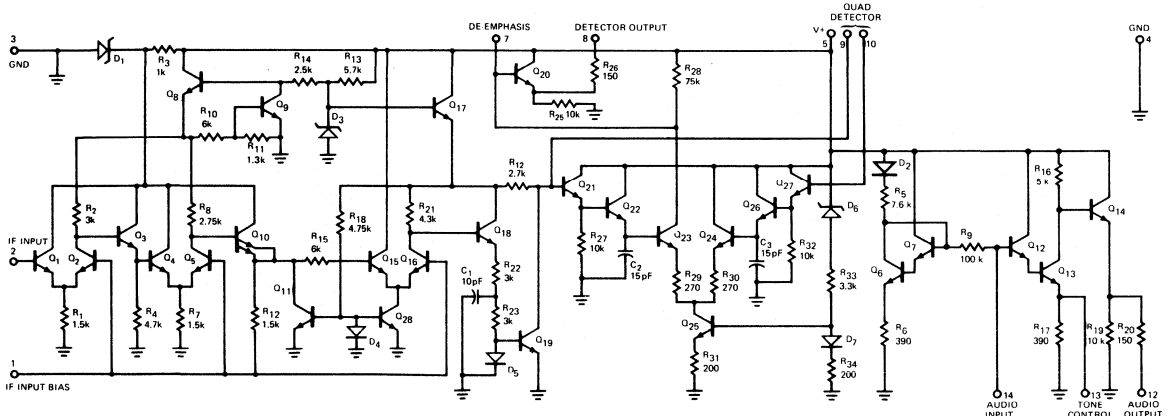 QUAD
DETECTOR
DE-EMPHASIS
DETECTOR OUTPUT
V+
GND
3
7
8
5
9
10
4
GND
D1
R3
1k
R14
2.5k
R13
5.7k
Q20
R26
150
R28
75k
Q8
Q9
Q17
R25 10k
R10
6k
D3
R11
1.3k
R12
2.7k
D2
R2
3k
R8
2.75k
R18
4.75k
R21
4.3k
Q21
Q27
R5
7.6 k
R16
5 k
Q3
Q10
R15
6k
Q18
Q22
Q26
D6
Q14
IF INPUT
2
Q1
Q2
Q4
Q5
Q15
Q16
R27
10k
Q23
Q24
C3
15pF
R32
10k
Q7
R9
100 k
Q12
C1
10pF
R22
3k
C2
15pF
R29
270
R30
270
R33
3.3k
Q6
Q13
R1
1.5k
R4
4.7k
R7
1.5k
R12
1.5k
Q11
Q28
R23
3k
Q19
Q25
D4
D5
D7
R6
390
R17
390
R19
10 k
R20
150
R31
200
R34
200
1
IF INPUT BIAS
14
AUDIO
INPUT
13
TONE
CONTROL
12
AUDIO
OUTPUT